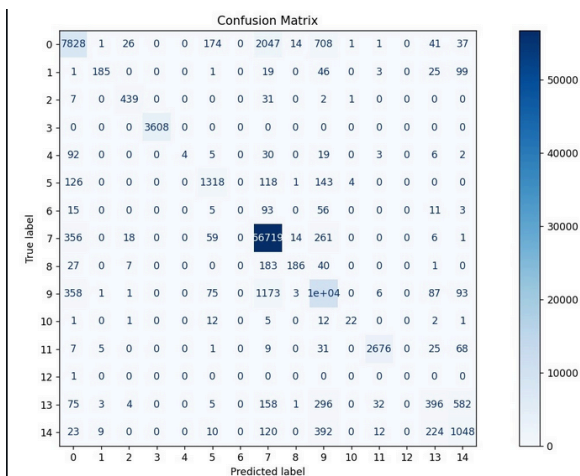 Confusion Matrix
0 7828 1 26 0 0 174 0 2047 14 708 1 1 0 41 37
1 1 185 0 0 0 1 0 19 0 46 0 3 0 25 99
2 7 0 439 0 0 0 0 31 0 2 1 0 0 0 0
3 0 0 0 3608 0 0 0 0 0 0 0 0 0 0 0
4 92 0 0 0 4 5 0 30 0 19 0 3 0 6 2
5 126 0 0 0 0 1318 0 118 1 143 4 0 0 0 0
6 15 0 0 0 0 5 0 93 0 56 0 0 0 11 3
7 356 0 18 0 0 59 0 56719 14 261 0 0 0 6 1
8 27 0 7 0 0 0 0 183 186 40 0 0 0 1 0
9 358 1 1 0 0 75 0 1173 3 1e+04 0 6 0 87 93
10 1 0 1 0 0 12 0 5 0 12 22 0 0 2 1
11 7 5 0 0 0 1 0 9 0 31 0 2676 0 25 68
12 1 0 0 0 0 0 0 0 0 0 0 0 0 0 0
13 75 3 4 0 0 5 0 158 1 296 0 32 0 396 582
14 23 9 0 0 0 10 0 120 0 392 0 12 0 224 1048
0 1 2 3 4 5 6 7 8 9 10 11 12 13 14
Predicted label
True label
50000
40000
30000
20000
10000
0